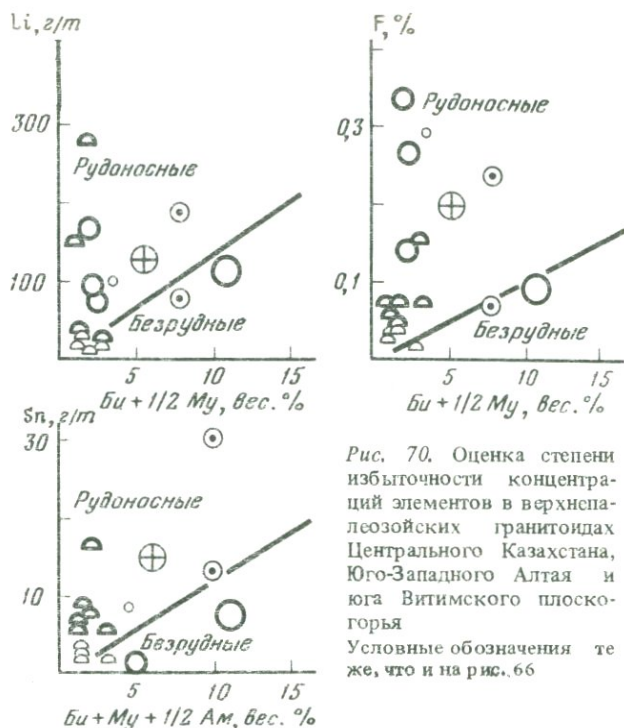 Li, г/т
300
100
Рудоносные
Безрудные
5 10 15
Би + 1/2 Му, вес. %
F, %
0,3
0,1
Рудоносные
Безрудные
5 10 15
Би + 1/2 Му, вес. %
Sn, г/т
30
10
Рудоносные
Безрудные
5 10 15
Би + Му + 1/2 Ам, вес. %
Рис. 70. Оценка степени
избыточности концентра-
ций элементов в верхнепа-
леозойских гранитоидах
Центрального Казахстана,
Юго-Западного Алтая и
юга Витимского плоско-
горья
Условные обозначения те
же, что и на рис. 66